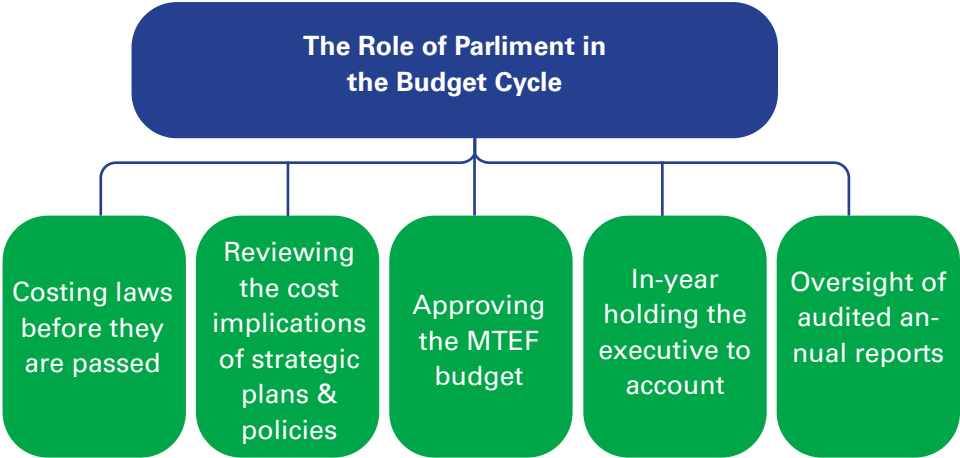 The Role of Parliment in
the Budget Cycle
Costing laws
before they
are passed
Reviewing
the cost
implications
of strategic
plans &
policies
Approving
the MTEF
budget
In-year
holding the
executive to
account
Oversight of
audited an-
nual reports